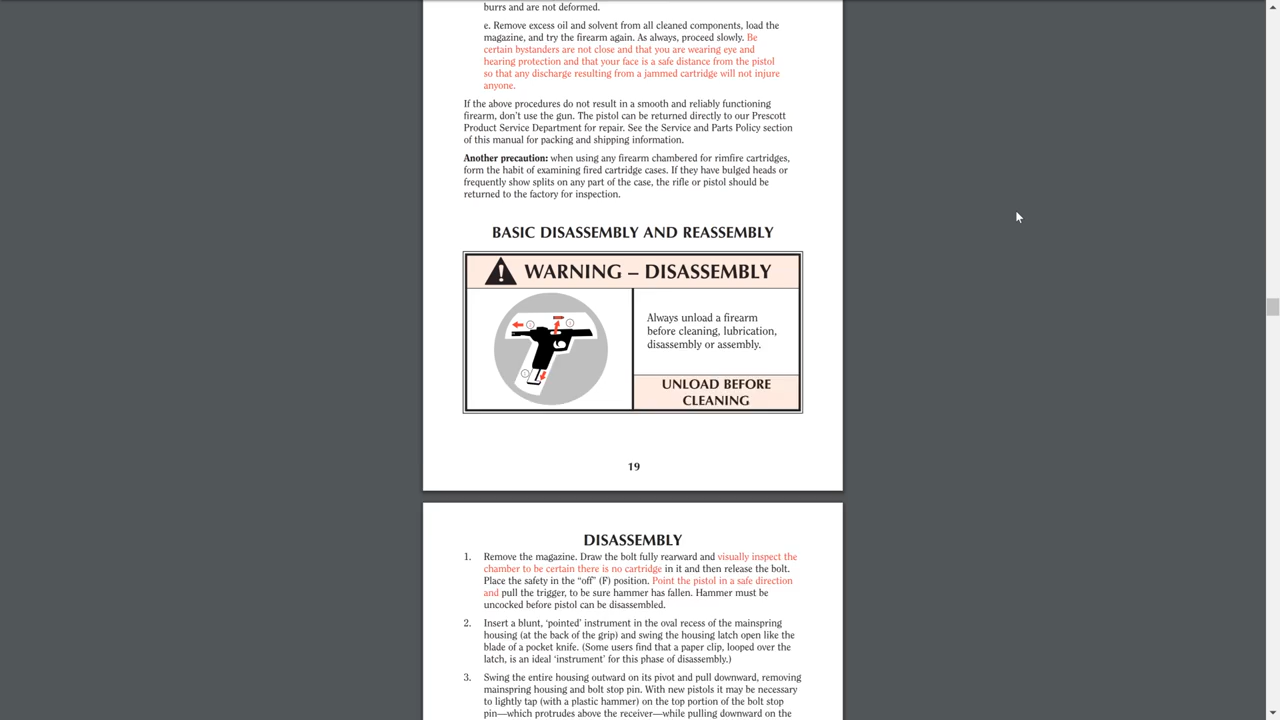 burrs and are not deformed.
e. Remove excess oil and solvent from all cleaned components, load the
magazine, and try the firearm again. As always, proceed slowly. Be
certain bystanders are not close and that you are wearing eye and
hearing protection and that your face is a safe distance from the pistol
so that any discharge resulting from a jammed cartridge will not injure
anyone.
If the above procedures do not result in a smooth and reliably functioning
firearm, don't use the gun. The pistol can be returned directly to our Prescott
Product Service Department for repair. See the Service and Parts Policy section
of this manual for packing and shipping information.
Another precaution: when using any firearm chambered for rimfire cartridges,
form the habit of examining fired cartridge cases. If they have bulged heads or
frequently show splits on any part of the case, the rifle or pistol should be
returned to the factory for inspection.
BASIC DISASSEMBLY AND REASSEMBLY
WARNING – DISASSEMBLY
Always unload a firearm
before cleaning, lubrication,
disassembly or assembly.
UNLOAD BEFORE
CLEANING
19
DISASSEMBLY
1. Remove the magazine. Draw the bolt fully rearward and visually inspect the
chamber to be certain there is no cartridge in it and then release the bolt.
Place the safety in the "off" (F) position. Point the pistol in a safe direction
and pull the trigger, to be sure hammer has fallen. Hammer must be
uncocked before pistol can be disassembled.
2. Insert a blunt, 'pointed' instrument in the oval recess of the mainspring
housing (at the back of the grip) and swing the housing latch open like the
blade of a pocket knife. (Some users find that a paper clip, looped over the
latch, is an ideal 'instrument' for this phase of disassembly.)
3. Swing the entire housing outward on its pivot and pull downward, removing
mainspring housing and bolt stop pin. With new pistols it may be necessary
to lightly tap (with a plastic hammer) on the top portion of the bolt stop
pin—which protrudes above the receiver—while pulling downward on the